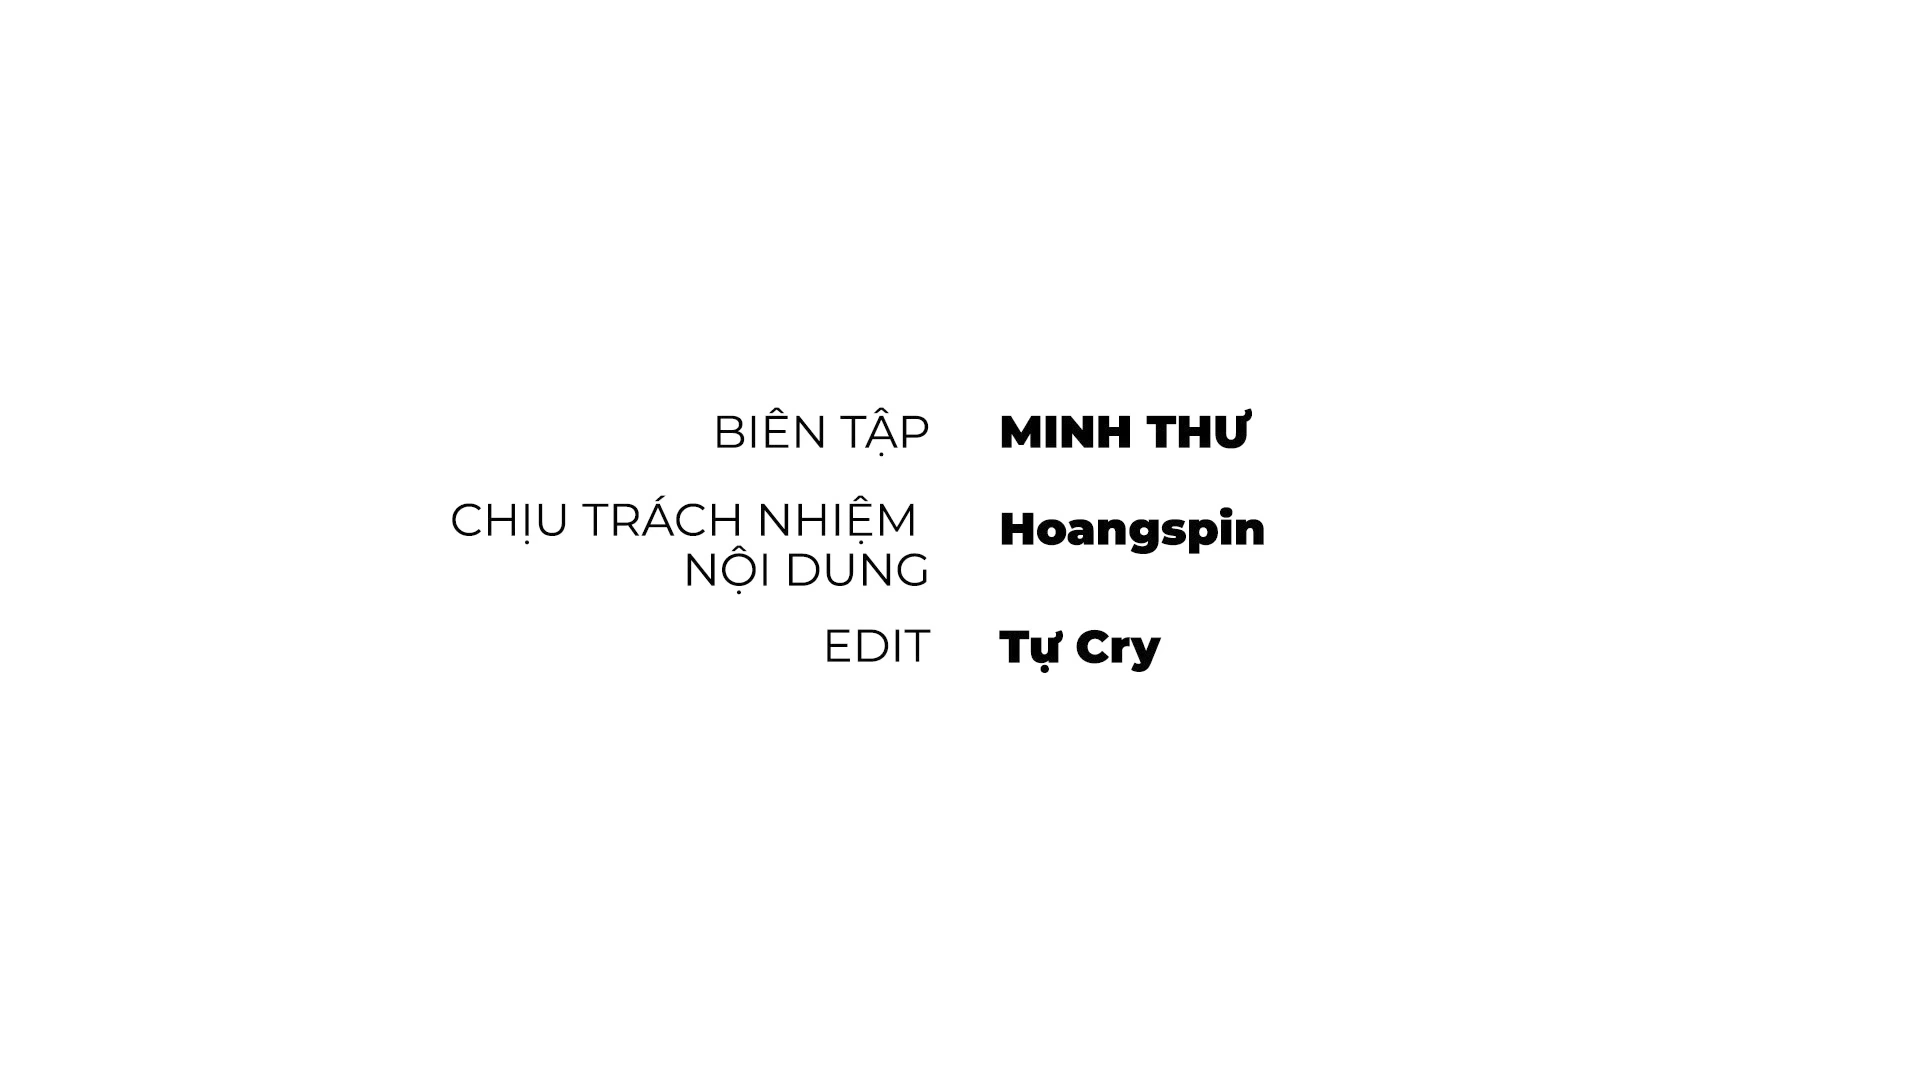 BIÊN TẬP MINH THƯ
CHỊU TRÁCH NHIỆM Hoangspin
NỘI DUNG
EDIT Tự Cry